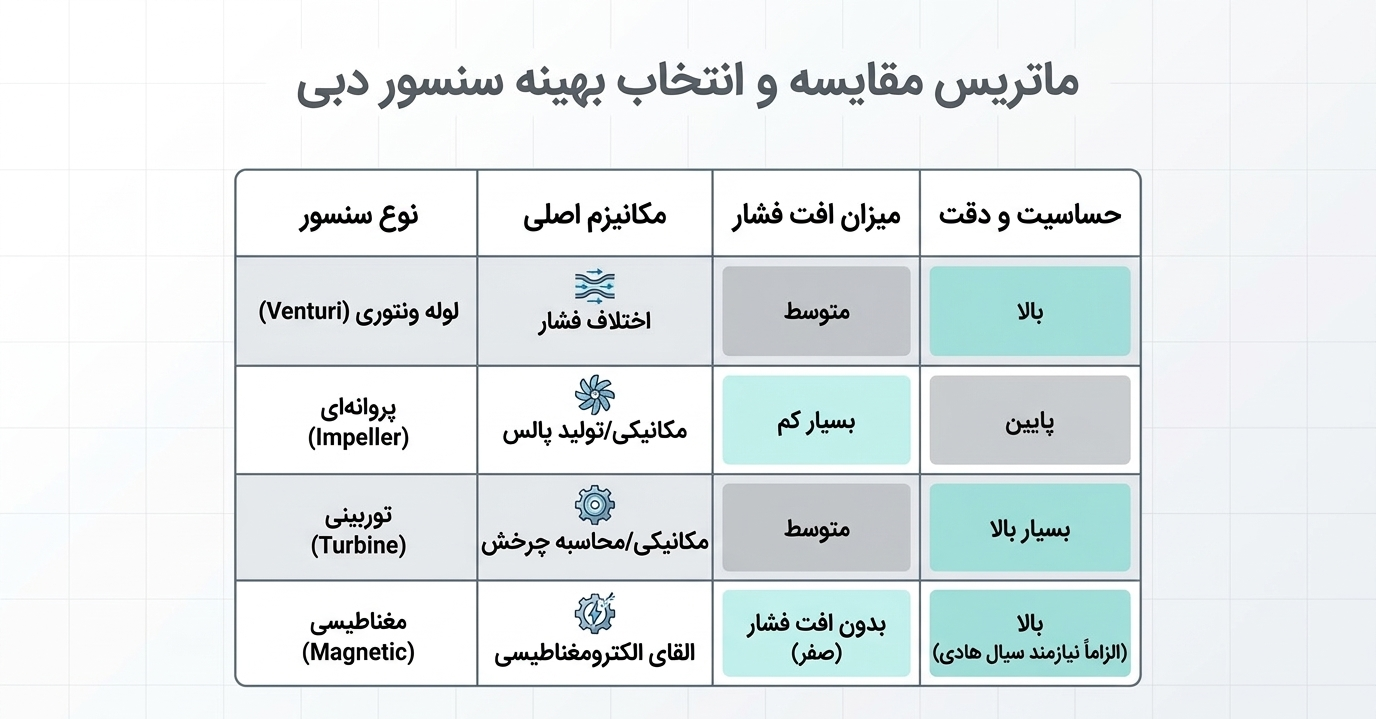 ماتریس مقایسه و انتخاب بهینه سنسور دبی
حساسیت و دقت
میزان افت فشار
مکانیزم اصلی
نوع سنسور
بالا
متوسط
اختلاف فشار
لوله ونتوری (Venturi)
پایین
بسیار کم
مکانیکی/تولید پالس
پروانه‌ای
(Impeller)
بسیار بالا
متوسط
مکانیکی/محاسبه چرخش
توربینی
(Turbine)
بالا
(الزاماً نیازمند سیال هادی)
بدون افت فشار
(صفر)
القای الکترومغناطیسی
مغناطیسی
(Magnetic)